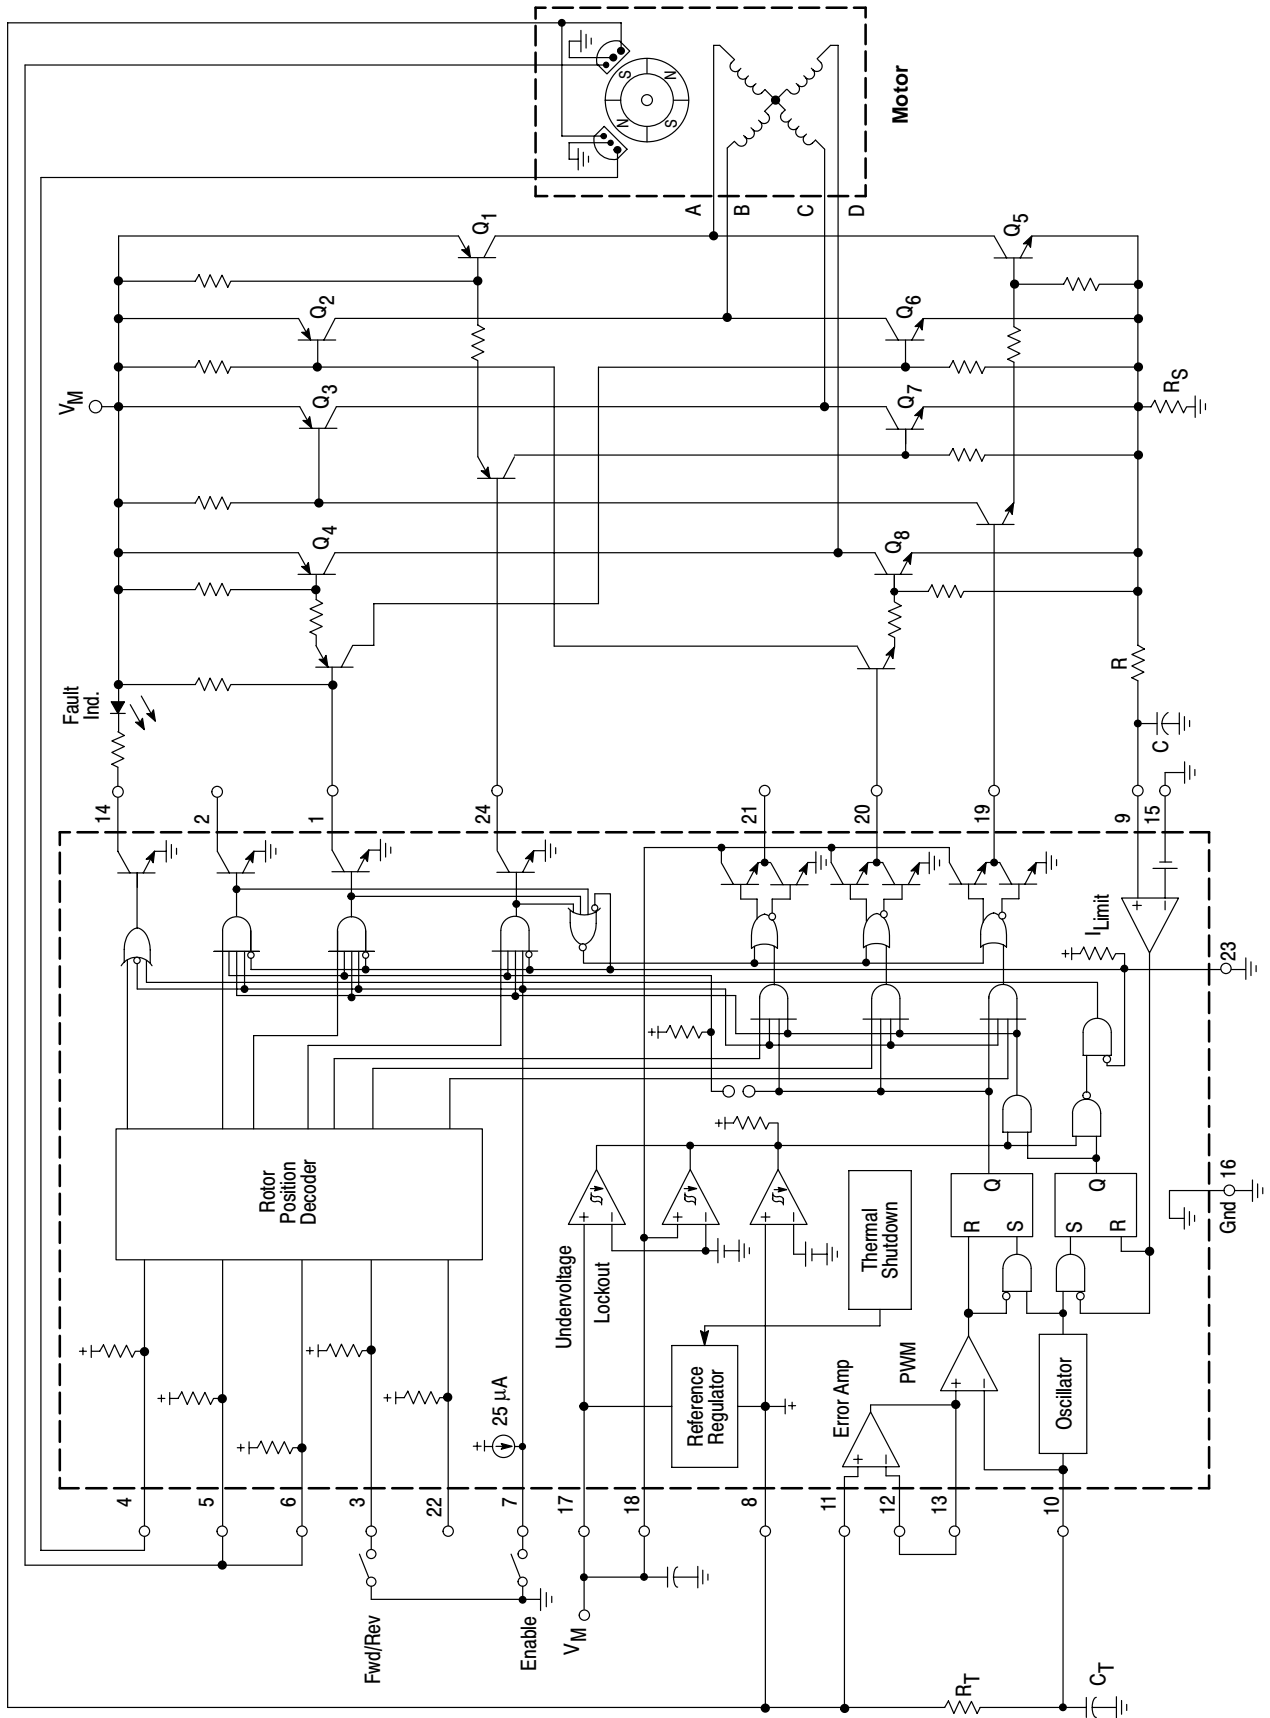 Motor
A
B
C
D
N
S
N
S
VM
Fault
Ind.
Q1
Q2
Q3
Q4
Q5
Q6
Q7
Q8
RS
R
C
14
2
1
24
21
20
19
9
15
23
Gnd 16
ILimit
Rotor
Position
Decoder
Undervoltage
Lockout
Reference
Regulator
Thermal
Shutdown
Error Amp
PWM
Oscillator
R
S
Q
S
R
Q
25 μA
4
5
6
3
22
7
17
18
8
11
12
13
10
Fwd/Rev
Enable
VM
RT
CT